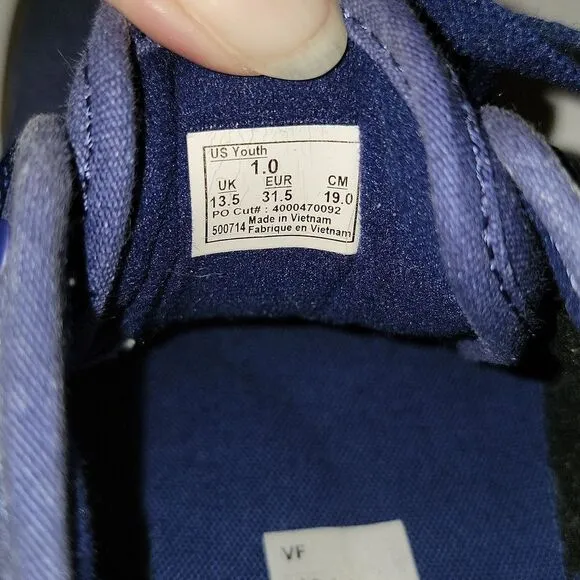 US Youth
1.0
UK EUR CM
13.5 31.5 19.0
PO Cut# : 4000470092
Made in Vietnam
500714 Fabrique en Vietnam
VF